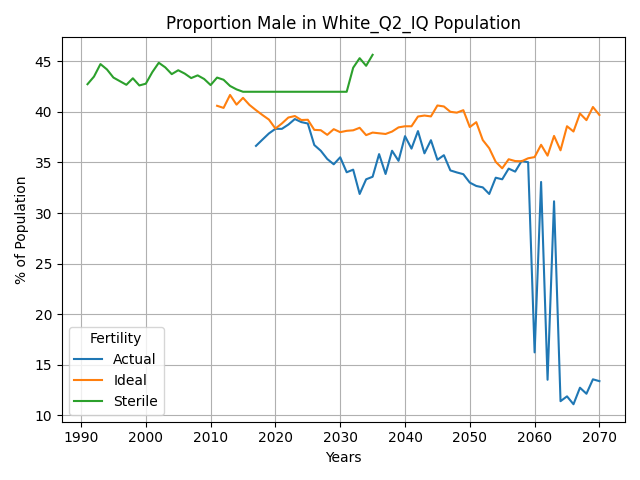 Proportion Male in White_Q2_IQ Population
% of Population
45
40
35
30
25
20
15
10
Fertility
Actual
Ideal
Sterile
1990 2000 2010 2020 2030 2040 2050 2060 2070
Years